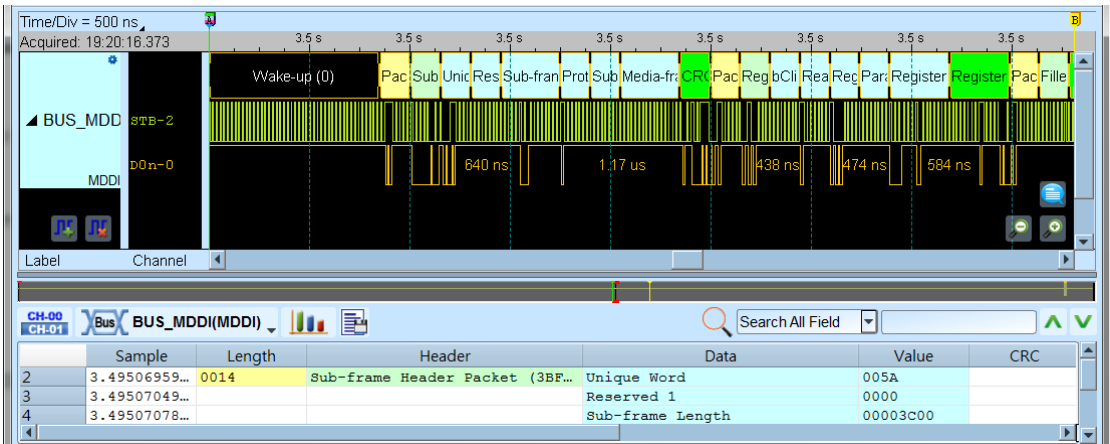 Time/Div = 500 ns
A B
Acquired: 19:20:16.373
3.5 s 3.5 s 3.5 s 3.5 s 3.5 s 3.5 s 3.5 s 3.5 s
Wake-up (0) Pac Sub Unic Res Sub-fran Prot Sub Media-fra CRC Pac Reg bCli Rea Reg Para Register Register Pac Fille
BUS_MDD STB-2
D0n-0 640 ns 1.17 us 438 ns 474 ns 584 ns
MDDI
Label Channel
CH-00
CH-01
Bus BUS_MDDI(MDDI) Search All Field
Sample Length Header Data Value CRC
2 3.49506959… 0014 Sub-frame Header Packet (3BF… Unique Word 005A
3 3.49507049… Reserved 1 0000
4 3.49507078… Sub-frame Length 00003C00